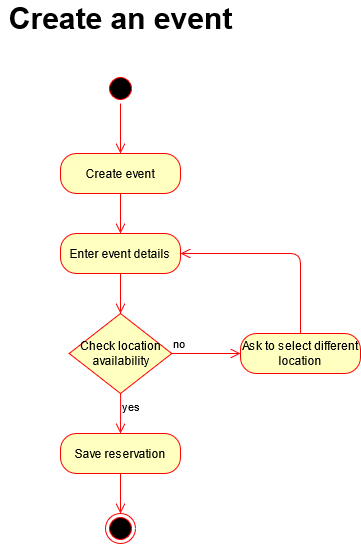 Create an event
Create event
Enter event details
Check location
availability
no
Ask to select different
location
yes
Save reservation